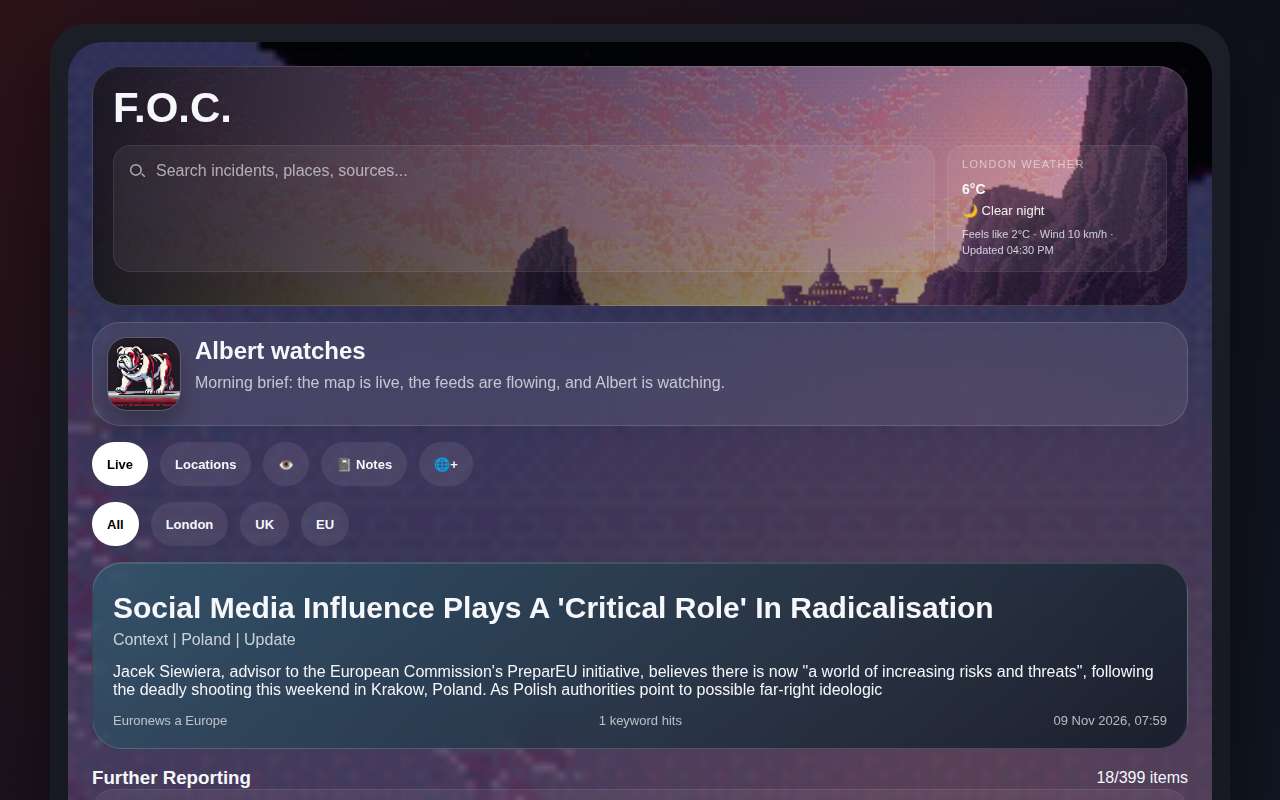 F.O.C.
Search incidents, places, sources...
LONDON WEATHER
6°C
🌙 Clear night
Feels like 2°C · Wind 10 km/h ·
Updated 04:30 PM
Albert watches
Morning brief: the map is live, the feeds are flowing, and Albert is watching.
Live
Locations
👁️
📓 Notes
🌐+
All
London
UK
EU
Social Media Influence Plays A 'Critical Role' In Radicalisation
Context | Poland | Update
Jacek Siewiera, advisor to the European Commission's PreparEU initiative, believes there is now "a world of increasing risks and threats", following
the deadly shooting this weekend in Krakow, Poland. As Polish authorities point to possible far-right ideologic
Euronews a Europe
1 keyword hits
09 Nov 2026, 07:59
Further Reporting
18/399 items